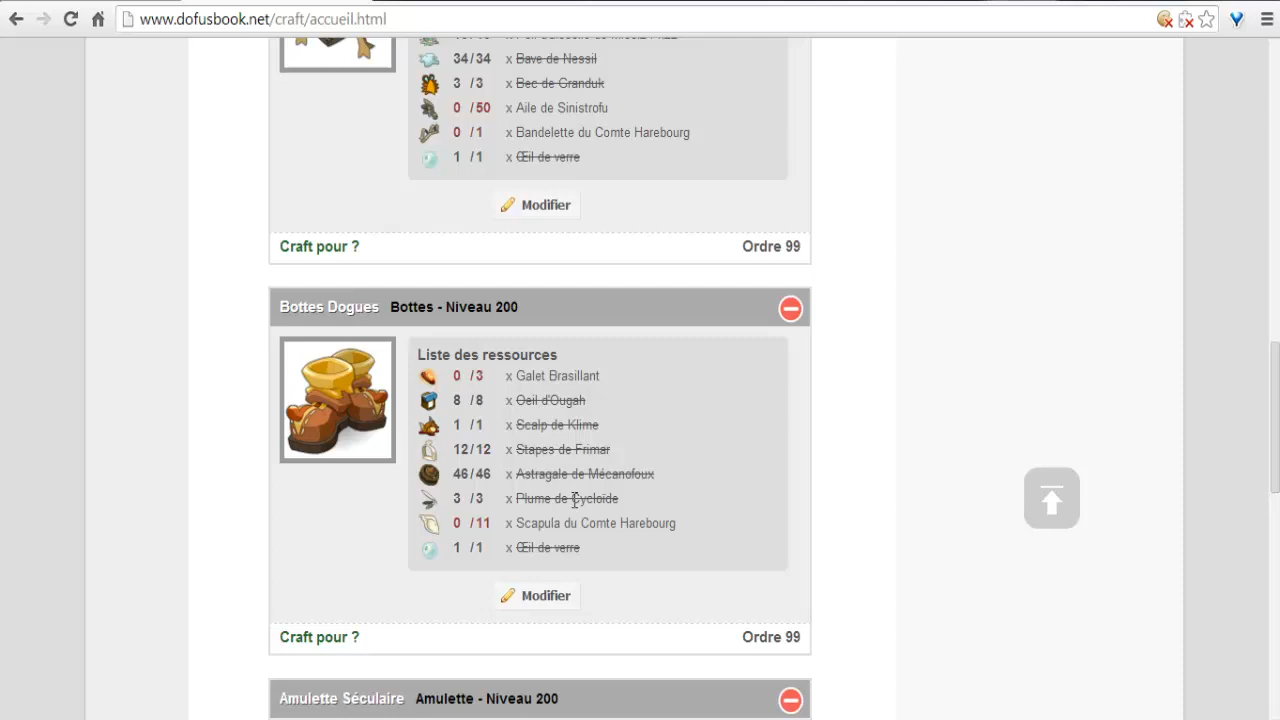 www.dofusbook.net/craft/accueil.html
34/34 x Bave de Nessil
3 /3 x Bec de Granduk
0 /50 x Aile de Sinistrofu
0 /1 x Bandelette du Comte Harebourg
1 /1 x Œil de verre
Modifier
Craft pour ? Ordre 99
Bottes Dogues Bottes - Niveau 200
Liste des ressources
0 /3 x Galet Brasillant
8 /8 x Oeil d'Ougah
1 /1 x Scalp de Klime
12/12 x Stapes de Frimar
46/46 x Astragale de Mécanofoux
3 /3 x Plume de Cycloïde
0 /11 x Scapula du Comte Harebourg
1 /1 x Œil de verre
Modifier
Craft pour ? Ordre 99
Amulette Séculaire Amulette - Niveau 200